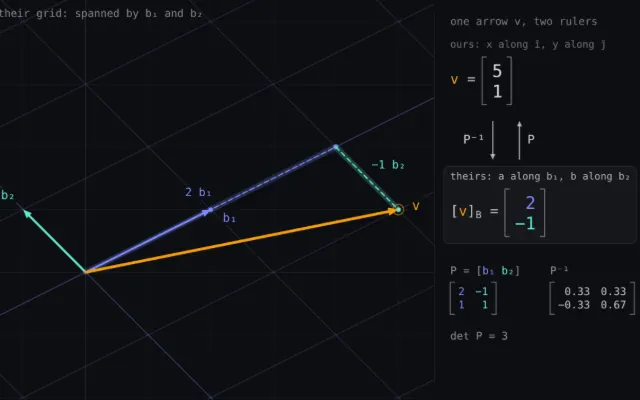 their grid: spanned by b₁ and b₂
b₂
2 b₁
b₁
−1 b₂
v
one arrow v, two rulers
ours: x along î, y along ĵ
v = [5
1]
P⁻¹
P
theirs: a along b₁, b along b₂
[v]B = [2
−1]
P = [b₁ b₂]
2 −1
1 1
P⁻¹
0.33 0.33
−0.33 0.67
det P = 3